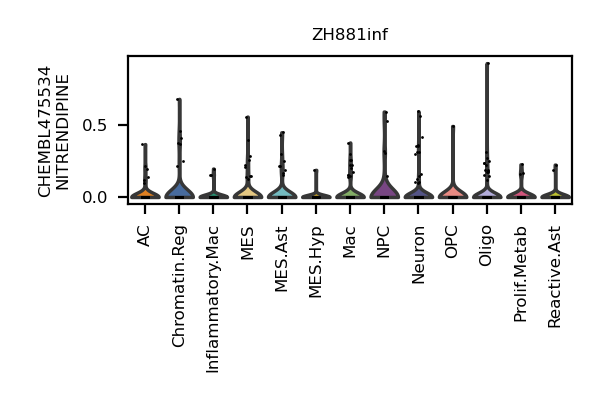 ZH881inf
CHEMBL475534
NITRENDIPINE
0.5
0.0
AC
Chromatin.Reg
Inflammatory.Mac
MES
MES.Ast
MES.Hyp
Mac
NPC
Neuron
OPC
Oligo
Prolif.Metab
Reactive.Ast